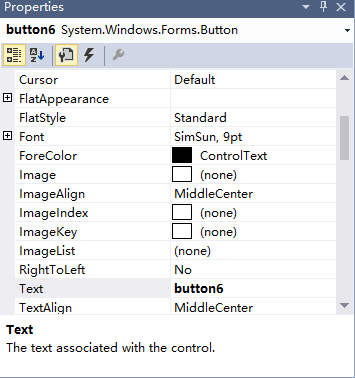 Properties
button6 System.Windows.Forms.Button
Cursor Default
FlatAppearance
FlatStyle Standard
Font SimSun, 9pt
ForeColor ControlText
Image (none)
ImageAlign MiddleCenter
ImageIndex (none)
ImageKey (none)
ImageList (none)
RightToLeft No
Text button6
TextAlign MiddleCenter
Text
The text associated with the control.